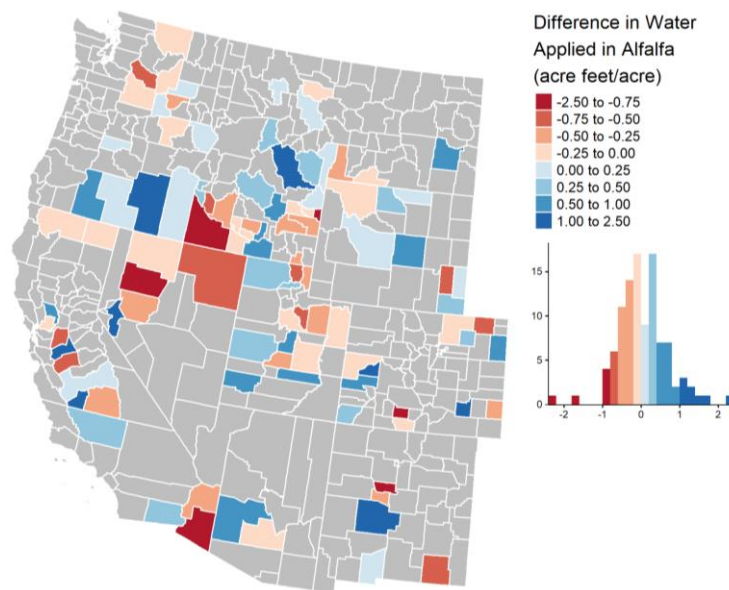 Difference in Water
Applied in Alfalfa
(acre feet/acre)
-2.50 to -0.75
-0.75 to -0.50
-0.50 to -0.25
-0.25 to 0.00
0.00 to 0.25
0.25 to 0.50
0.50 to 1.00
1.00 to 2.50
15
10
5
0
-2 -1 0 1 2